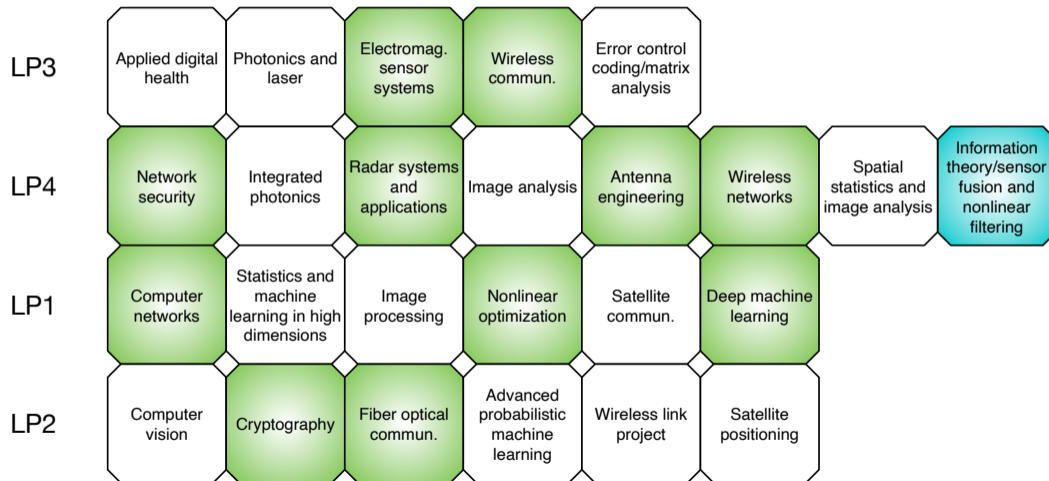 LP3
Applied digital
health
Photonics and
laser
Electromag.
sensor
systems
Wireless
commun.
Error control
coding/matrix
analysis
LP4
Network
security
Integrated
photonics
Radar systems
and
applications
Image analysis
Antenna
engineering
Wireless
networks
Spatial
statistics and
image analysis
Information
theory/sensor
fusion and
nonlinear
filtering
LP1
Computer
networks
Statistics and
machine
learning in high
dimensions
Image
processing
Nonlinear
optimization
Satellite
commun.
Deep machine
learning
LP2
Computer
vision
Cryptography
Fiber optical
commun.
Advanced
probabilistic
machine
learning
Wireless link
project
Satellite
positioning